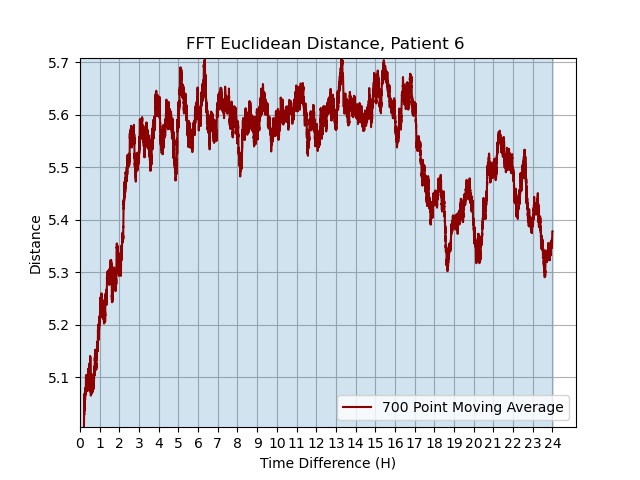 FFT Euclidean Distance, Patient 6
5.7
5.6
5.5
5.4
5.3
5.2
5.1
Distance
700 Point Moving Average
0 1 2 3 4 5 6 7 8 9 10 11 12 13 14 15 16 17 18 19 20 21 22 23 24
Time Difference (H)